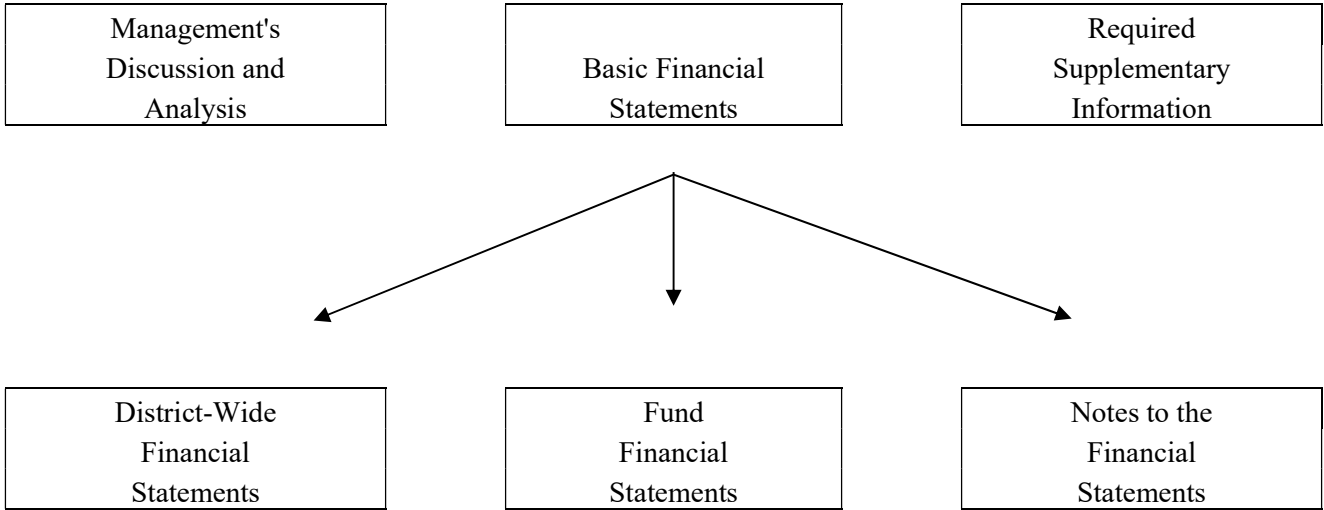 Management's
Discussion and
Analysis
Basic Financial
Statements
Required
Supplementary
Information
District-Wide
Financial
Statements
Fund
Financial
Statements
Notes to the
Financial
Statements